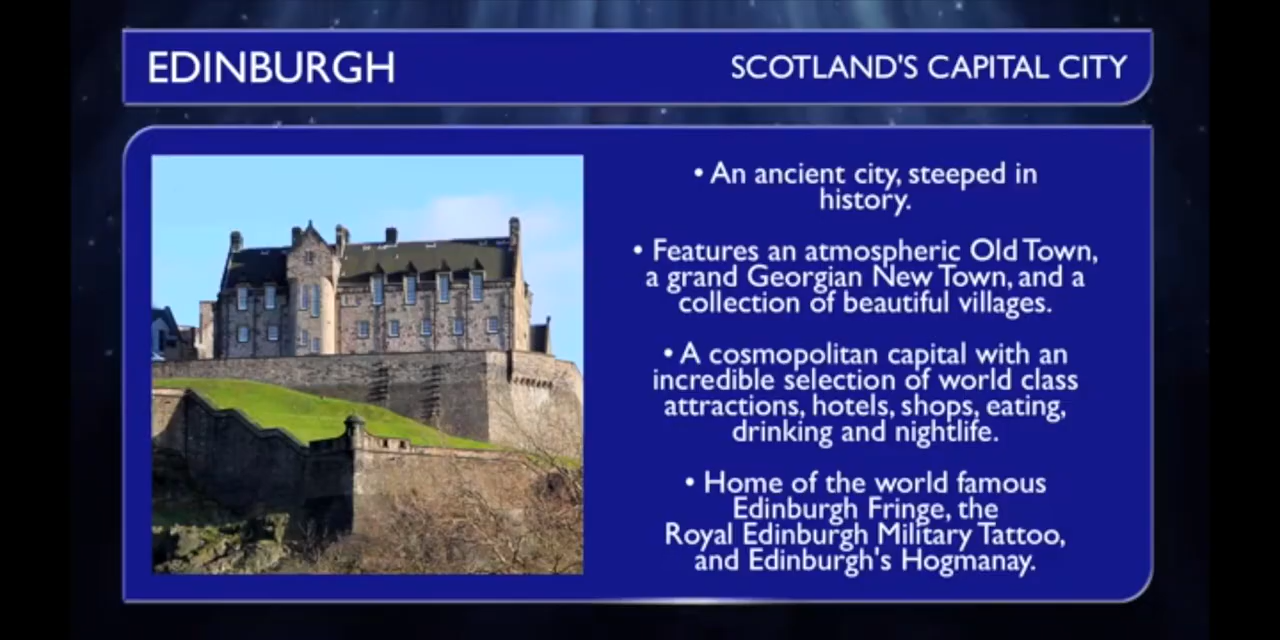 EDINBURGH
SCOTLAND'S CAPITAL CITY
• An ancient city, steeped in
history.
• Features an atmospheric Old Town,
a grand Georgian New Town, and a
collection of beautiful villages.
• A cosmopolitan capital with an
incredible selection of world class
attractions, hotels, shops, eating,
drinking and nightlife.
• Home of the world famous
Edinburgh Fringe, the
Royal Edinburgh Military Tattoo,
and Edinburgh's Hogmanay.